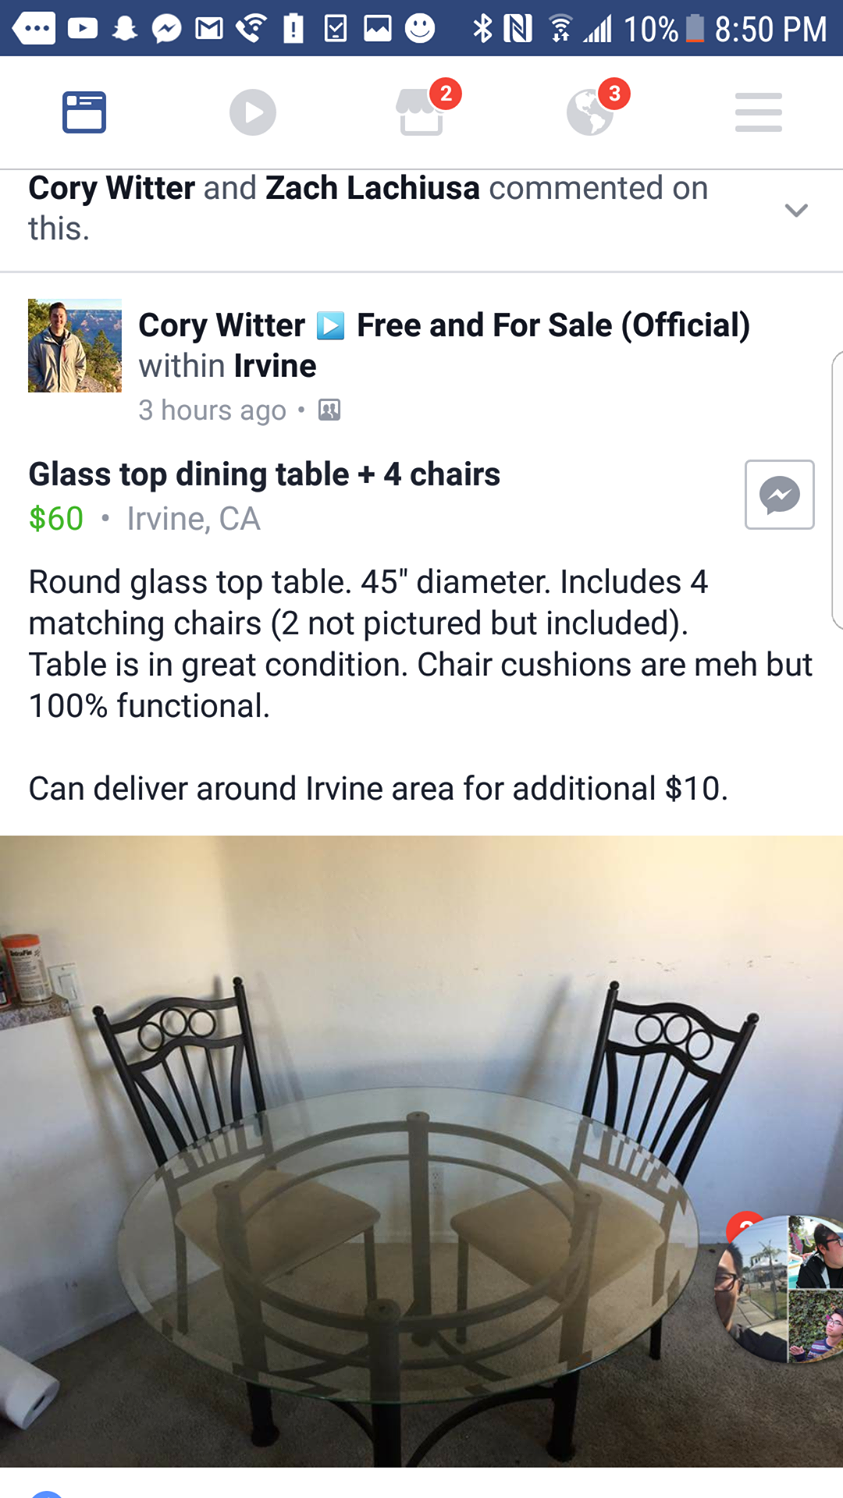 10% 8:50 PM
2
3
Cory Witter and Zach Lachiusa commented on
this.
Cory Witter ▶ Free and For Sale (Official)
within Irvine
3 hours ago •
Glass top dining table + 4 chairs
$60 • Irvine, CA
Round glass top table. 45" diameter. Includes 4
matching chairs (2 not pictured but included).
Table is in great condition. Chair cushions are meh but
100% functional.
Can deliver around Irvine area for additional $10.